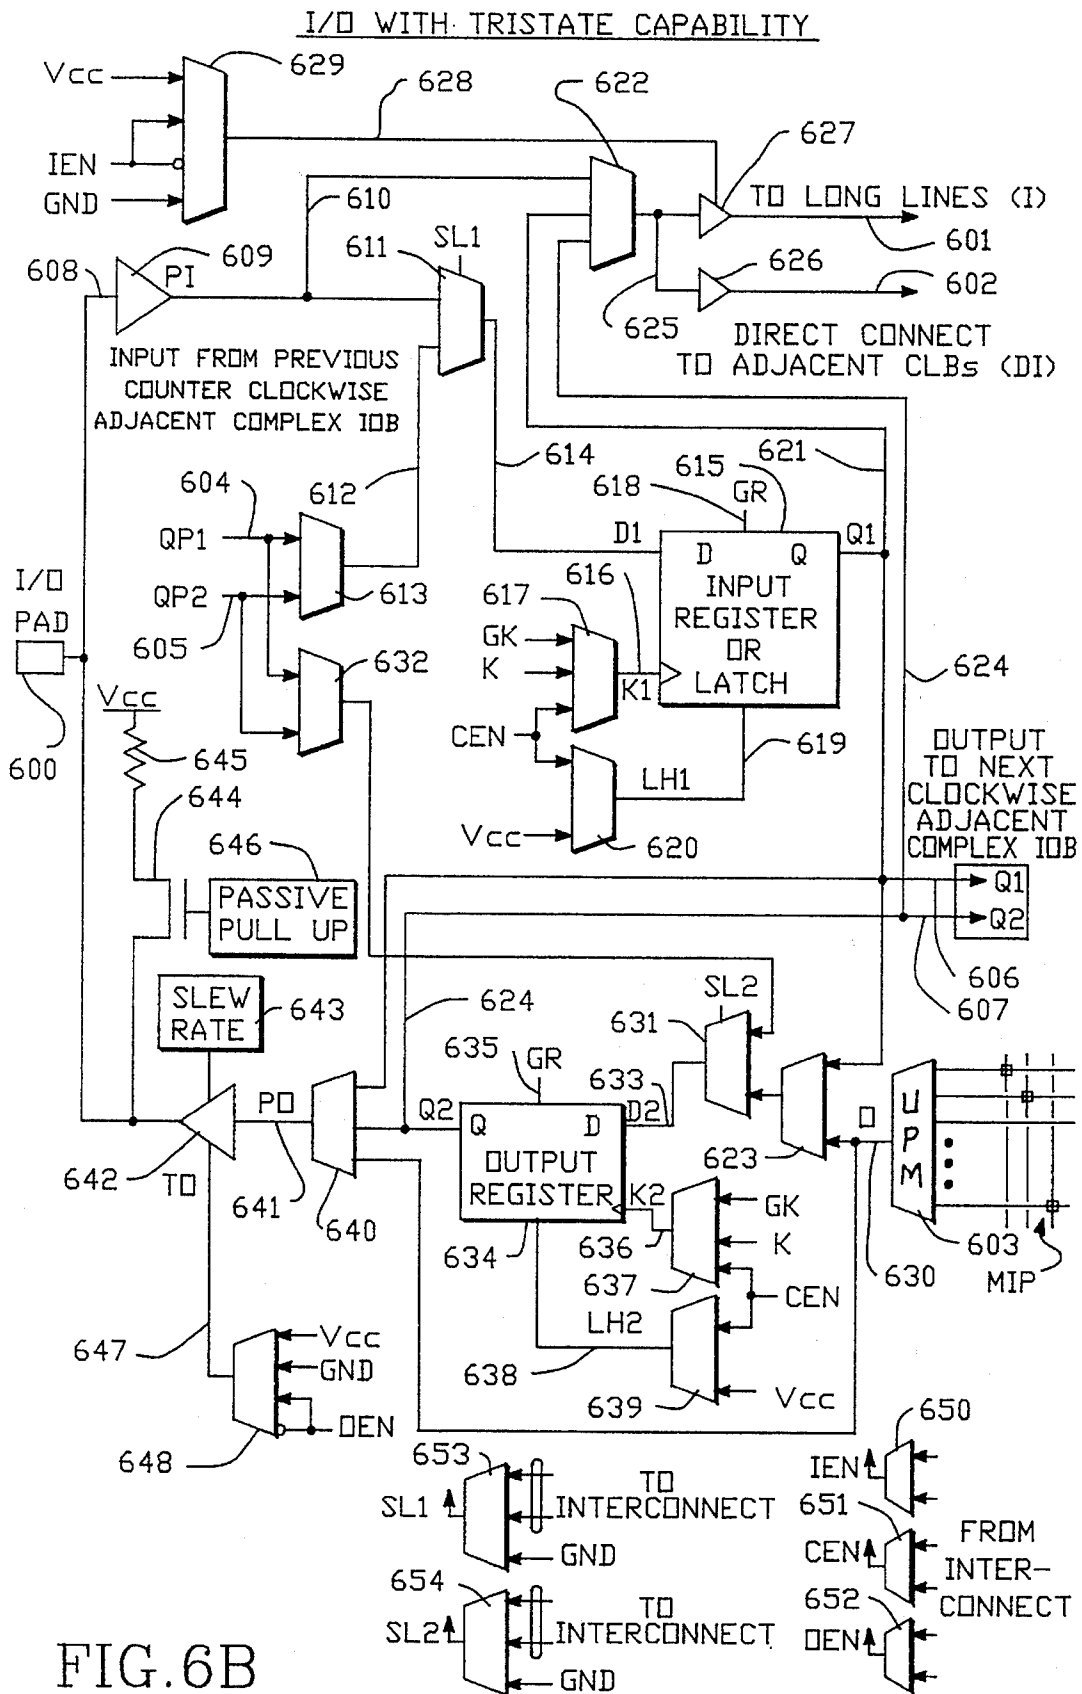 I/O WITH TRISTATE CAPABILITY
629
Vcc
628
622
627
IEN
GND
610
TO LONG LINES (I)
601
608
609
PI
611
SL1
626
602
625
DIRECT CONNECT
TO ADJACENT CLBs (DI)
INPUT FROM PREVIOUS
COUNTER CLOCKWISE
ADJACENT COMPLEX IOB
604
612
614
621
615
618
GR
QP1
D1
D
Q
Q1
INPUT
REGISTER
OR
LATCH
I/O
PAD
QP2
605
613
617
616
GK
K
K1
632
624
Vcc
CEN
619
600
645
LH1
644
Vcc
620
OUTPUT
TO NEXT
CLOCKWISE
ADJACENT
COMPLEX IOB
Q1
Q2
646
PASSIVE
PULL UP
606
607
SLEW
RATE
643
624
SL2
631
635
GR
633
PO
Q2
Q
D
D2
OUTPUT
REGISTER
O
UPM
642
TO
641
640
634
K2
636
637
623
GK
K
630
603
MIP
CEN
LH2
638
639
Vcc
647
Vcc
GND
OEN
648
653
SL1
TO
INTERCONNECT
GND
654
SL2
TO
INTERCONNECT
GND
650
IEN
651
CEN
652
OEN
FROM
INTER-
CONNECT
FIG.6B